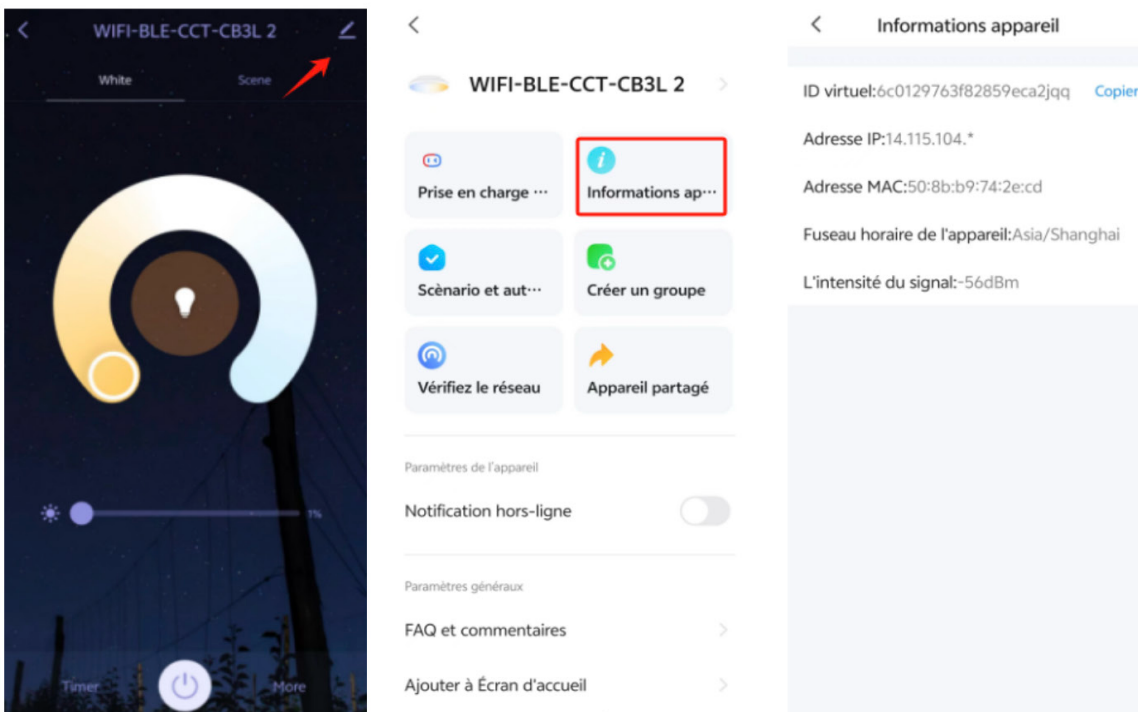 WIFI-BLE-CCT-CB3L 2
White
Scene
1%
Timer
More
WIFI-BLE-CCT-CB3L 2
Prise en charge ···
Informations ap···
Scènario et aut···
Créer un groupe
Vérifiez le réseau
Appareil partagé
Paramètres de l'appareil
Notification hors-ligne
Paramètres généraux
FAQ et commentaires
Ajouter à Écran d'accueil
Informations appareil
ID virtuel:6c0129763f82859eca2jqq Copier
Adresse IP:14.115.104.*
Adresse MAC:50:8b:b9:74:2e:cd
Fuseau horaire de l'appareil:Asia/Shanghai
L'intensité du signal:-56dBm